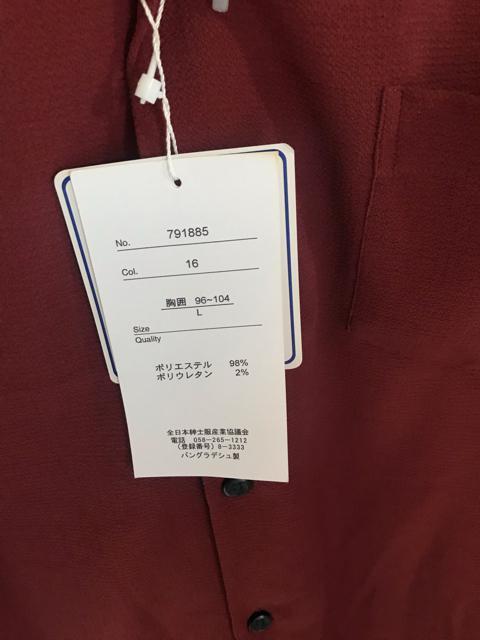 No. 791885
Col. 16
胸囲 96~104
L
Size
Quality
ポリエステル 98%
ポリウレタン 2%
全日本紳士服産業協議会
電話 058-265-1212
(登録番号) 8-3333
バングラデシュ製